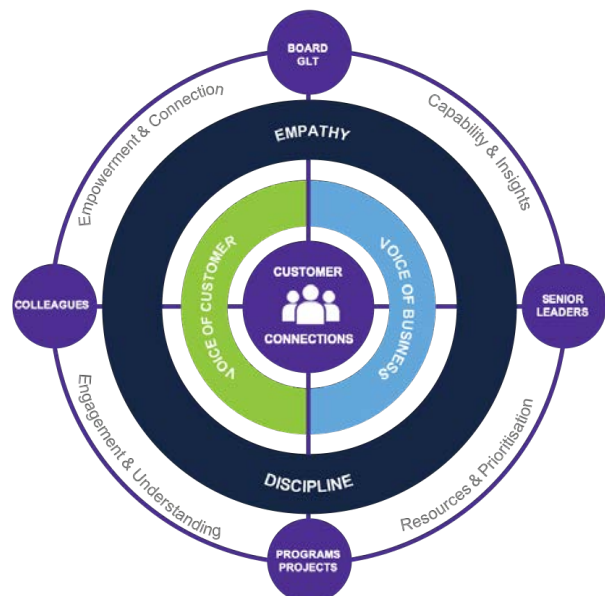 BOARD
GLT
Empowerment & Connection
Capability & Insights
EMPATHY
VOICE OF CUSTOMER
VOICE OF BUSINESS
CUSTOMER
CONNECTIONS
COLLEAGUES
SENIOR
LEADERS
Engagement & Understanding
Resources & Prioritisation
DISCIPLINE
PROGRAMS
PROJECTS